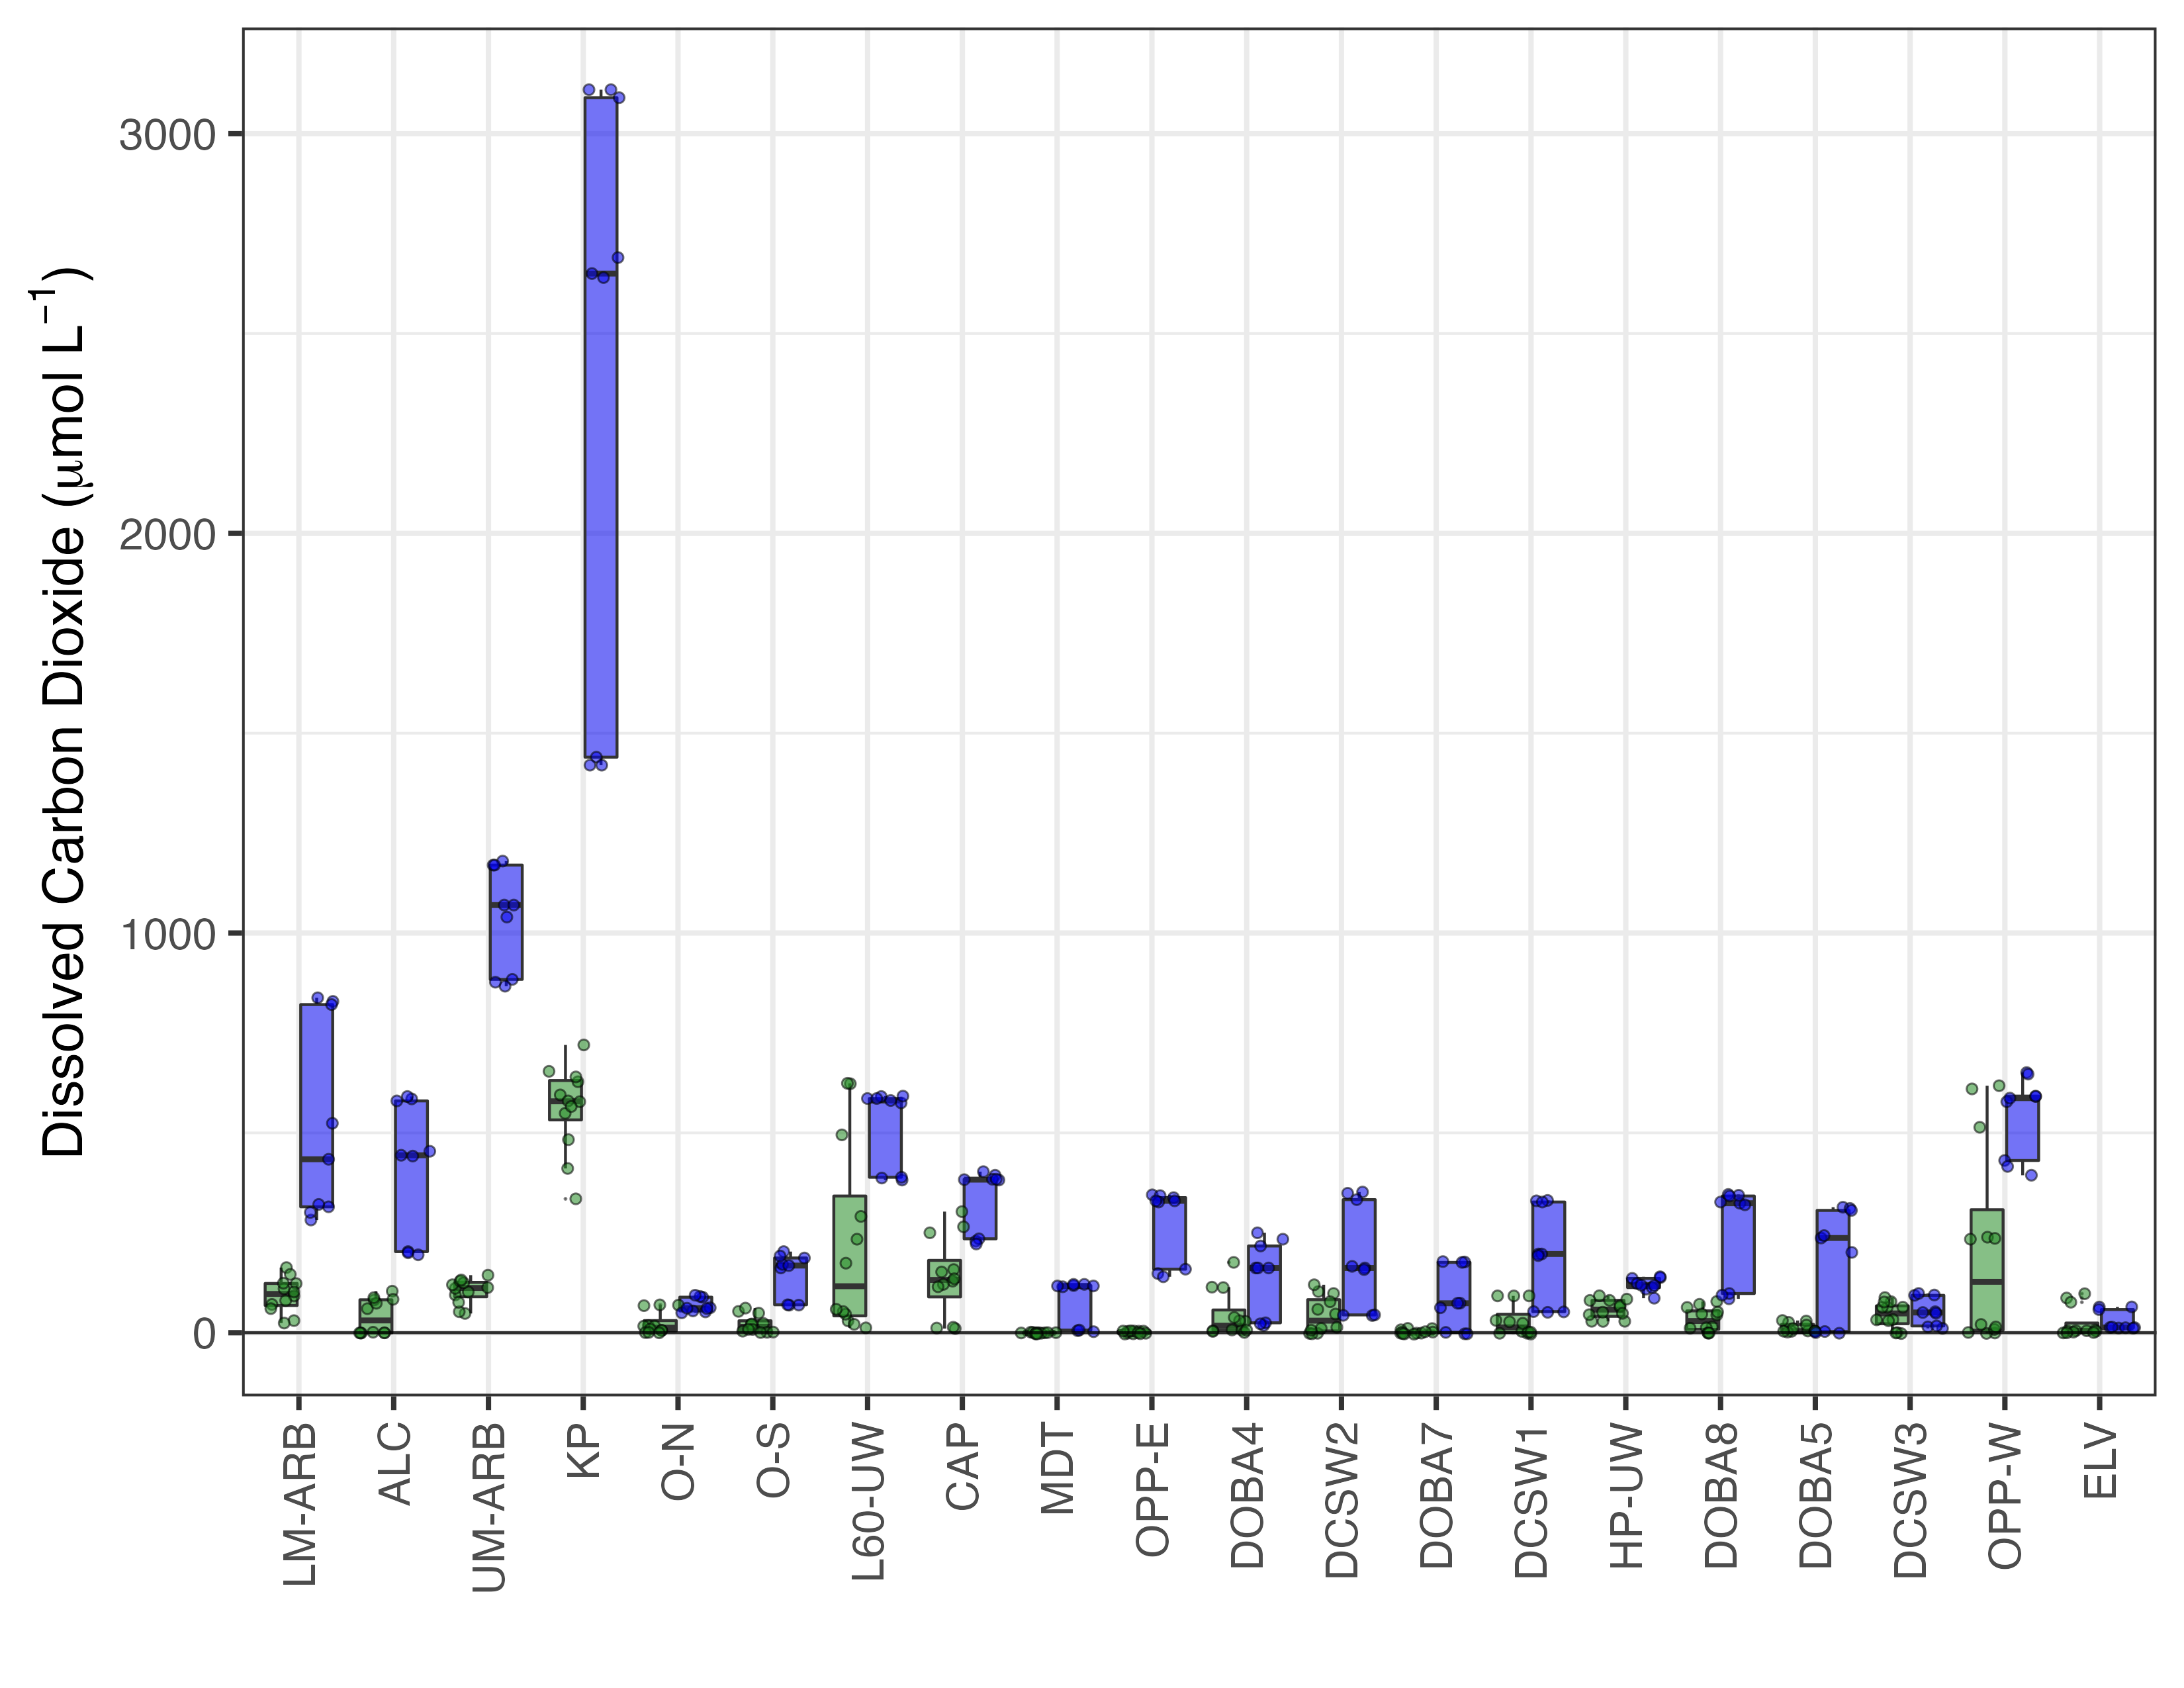 Dissolved Carbon Dioxide (μmol L⁻¹)
3000
2000
1000
0
LM-ARB
ALC
UM-ARB
KP
O-N
O-S
L60-UW
CAP
MDT
OPP-E
DOBA4
DCSW2
DOBA7
DCSW1
HP-UW
DOBA8
DOBA5
DCSW3
OPP-W
ELV